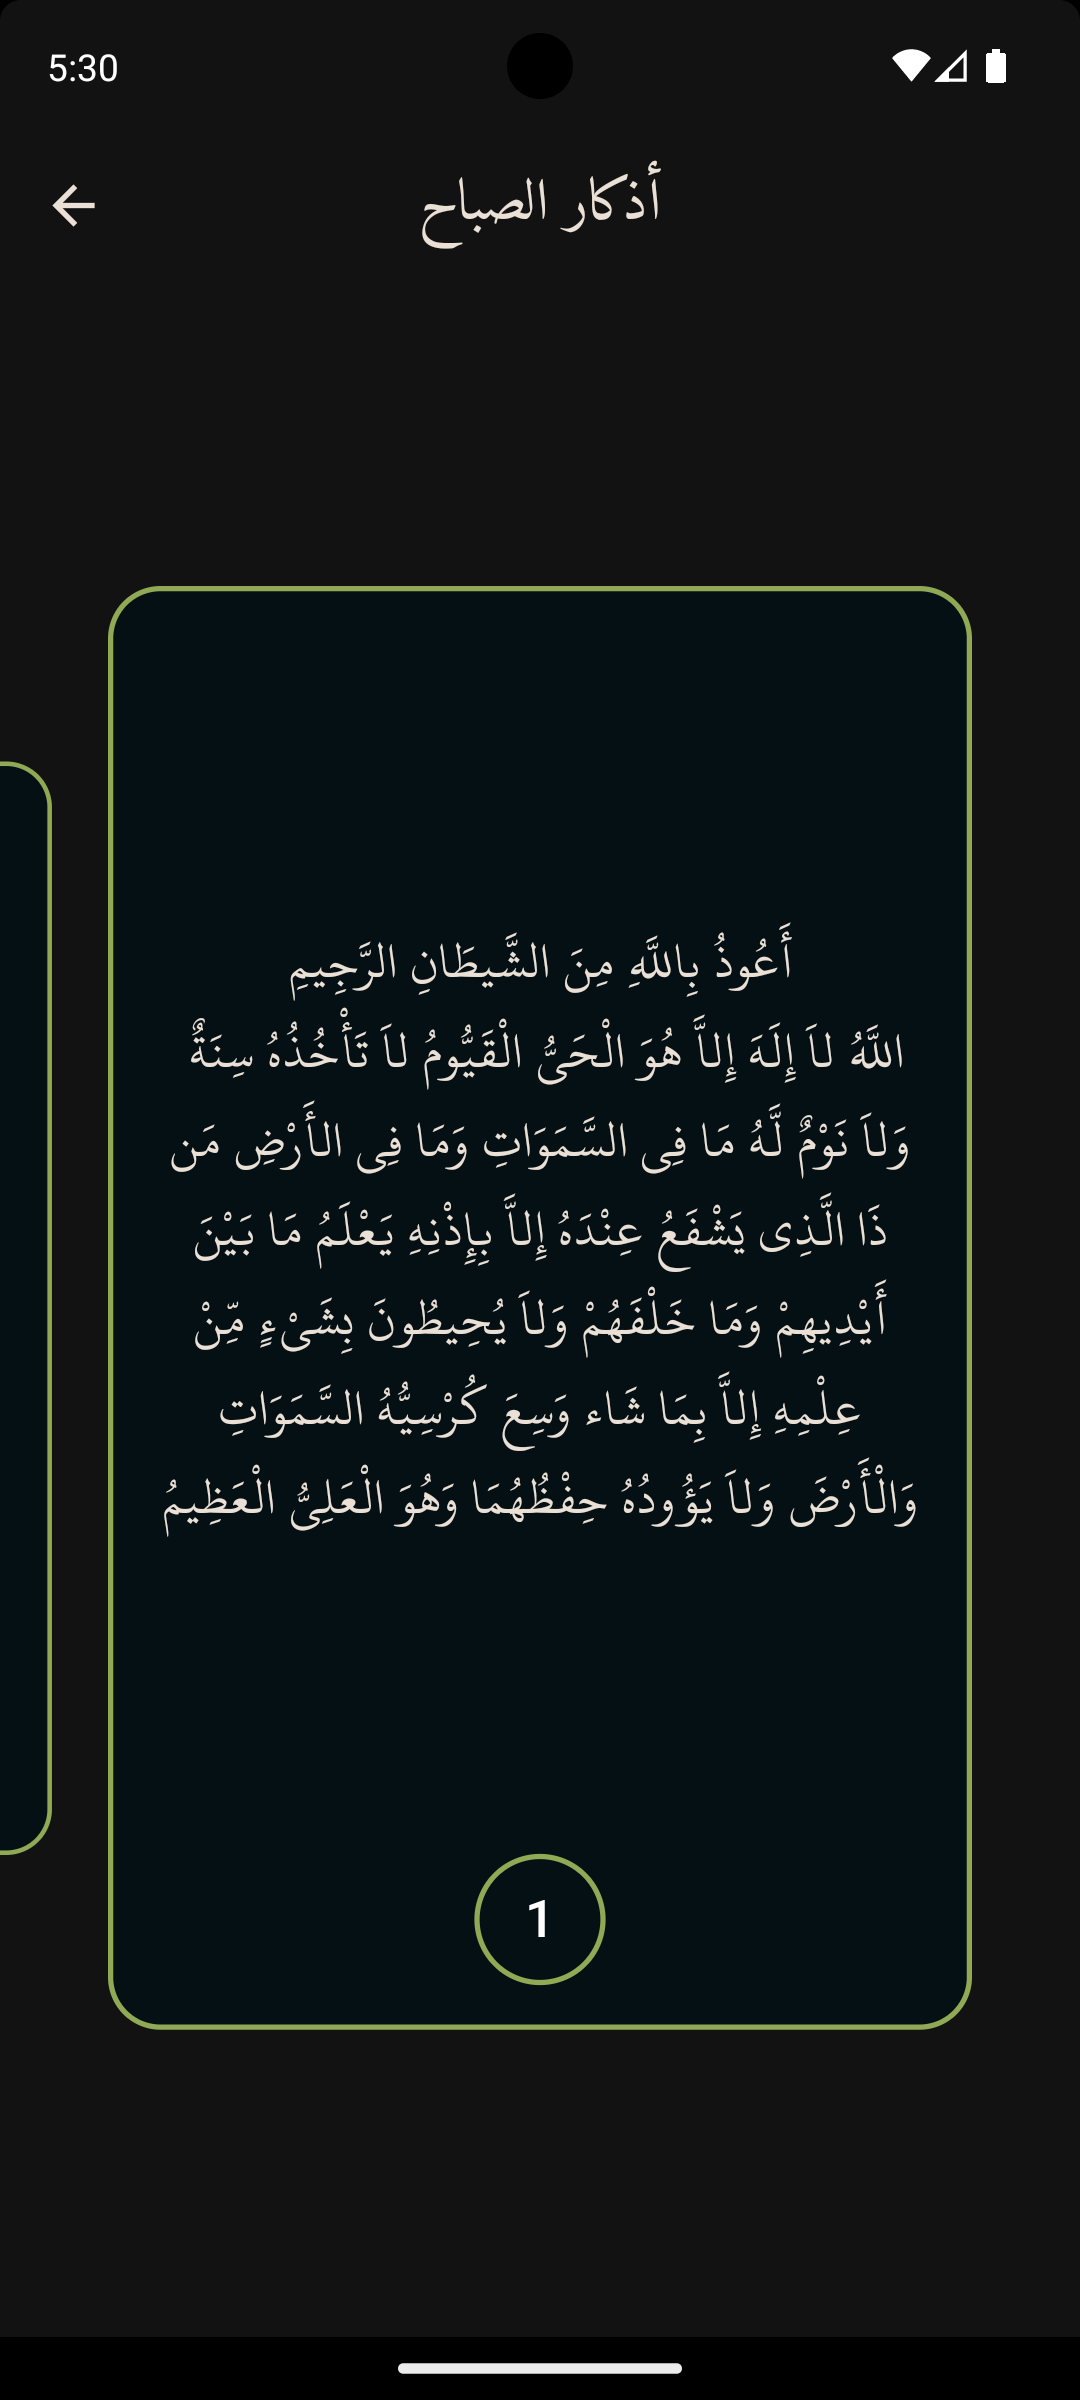 5:30
أذكار الصباح
أَعُوذُ بِاللَّهِ مِنَ الشَّيطَانِ الرَّجِيمِ
اللَّهُ لاَ إِلَهَ إِلاَّ هُوَ الْحَىُّ الْقَيُّومُ لاَ تَأْخُذُهُ سِنَةٌ
وَلاَ نَوْمٌ لَّهُ مَا فِى السَّمَوَاتِ وَمَا فِى الأَرْضِ مَن
ذَا الَّذِى يَشْفَعُ عِنْدَهُ إِلاَّ بِإِذْنِهِ يَعْلَمُ مَا بَيْنَ
أَيْدِيهِمْ وَمَا خَلْفَهُمْ وَلاَ يُحِيطُونَ بِشَىْءٍ مِّنْ
عِلْمِهِ إِلاَّ بِمَا شَاء وَسِعَ كُرْسِيُّهُ السَّمَوَاتِ
وَالْأَرْضَ وَلاَ يَؤُودُهُ حِفْظُهُمَا وَهُوَ الْعَلِىُّ الْعَظِيمُ
1